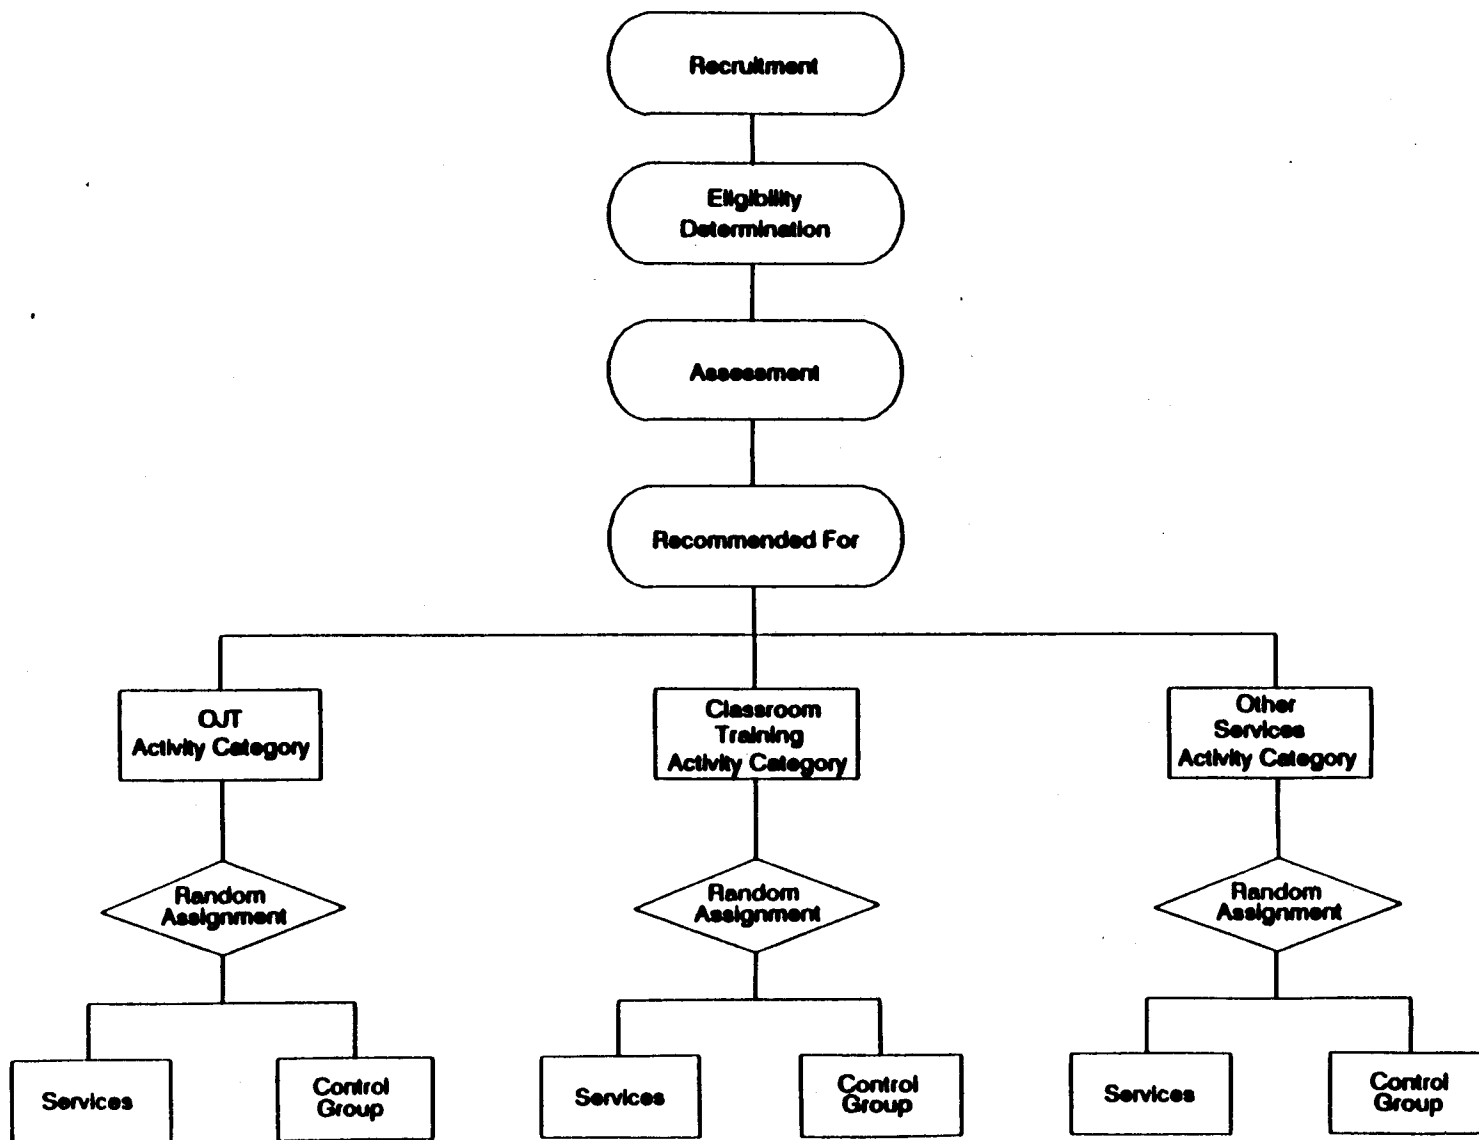 Recruitment
Eligibility
Determination
Assessment
Recommended For
OJT
Activity Category
Classroom
Training
Activity Category
Other
Services
Activity Category
Random
Assignment
Random
Assignment
Random
Assignment
Services
Control
Group
Services
Control
Group
Services
Control
Group